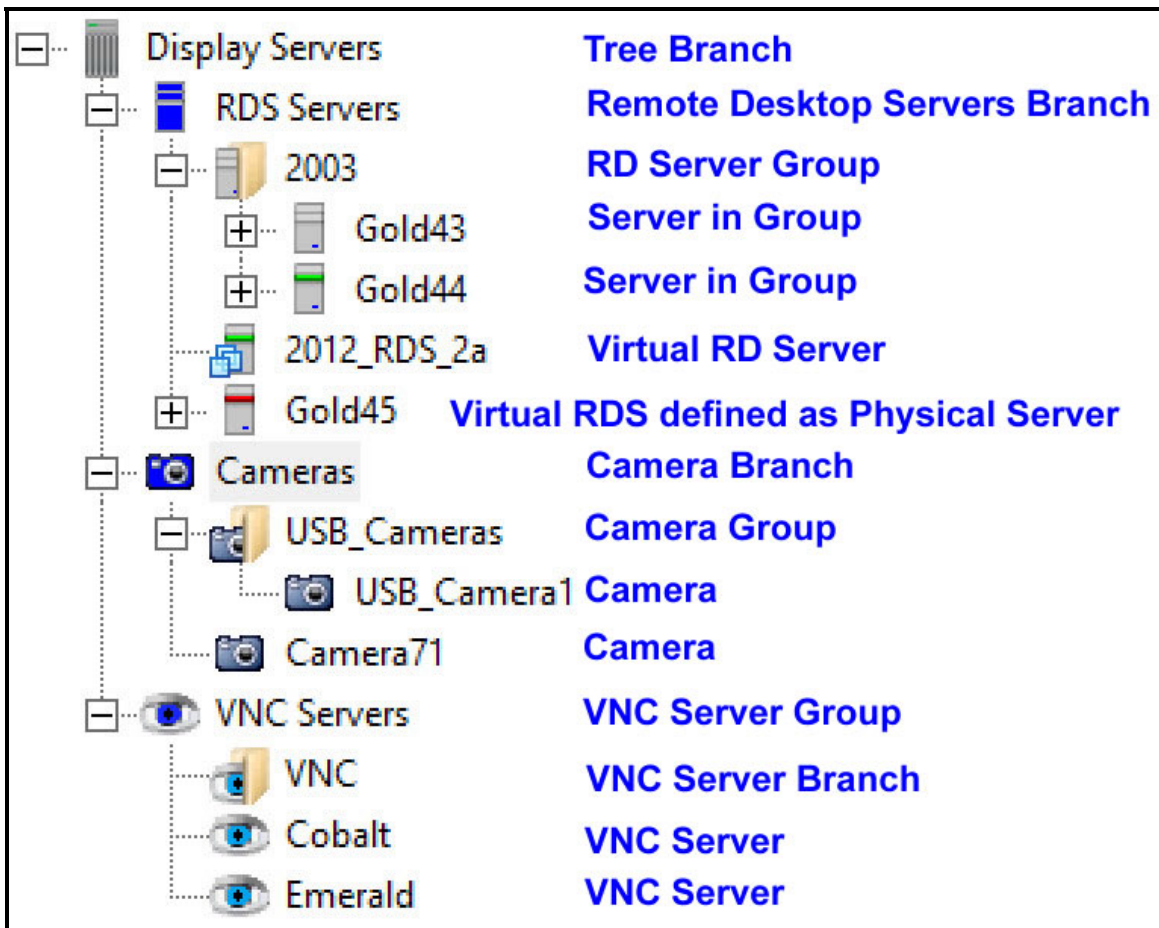 Display Servers Tree Branch
RDS Servers Remote Desktop Servers Branch
2003 RD Server Group
Gold43 Server in Group
Gold44 Server in Group
2012_RDS_2a Virtual RD Server
Gold45 Virtual RDS defined as Physical Server
Cameras Camera Branch
USB_Cameras Camera Group
USB_Camera1 Camera
Camera71 Camera
VNC Servers VNC Server Group
VNC VNC Server Branch
Cobalt VNC Server
Emerald VNC Server